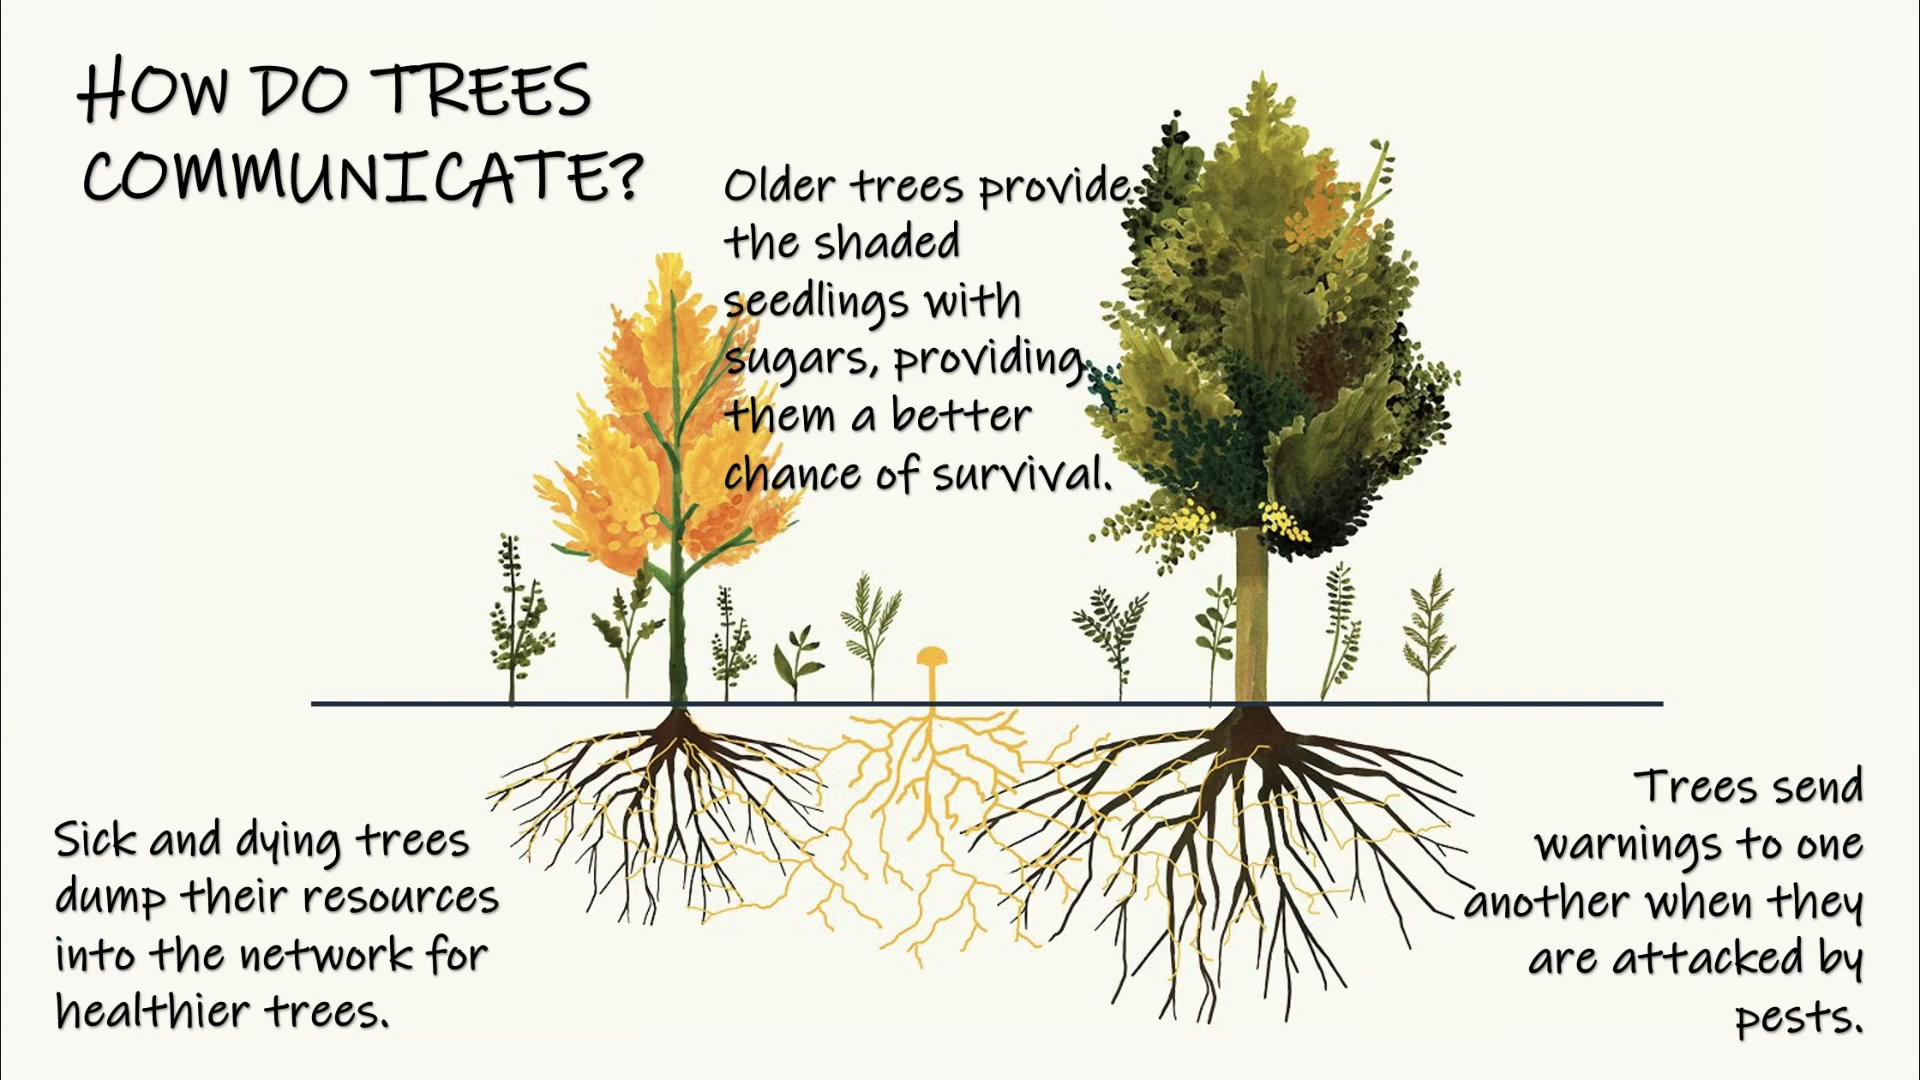 HOW DO TREES
COMMUNICATE?
Older trees provide
the shaded
seedlings with
sugars, providing
them a better
chance of survival.
Sick and dying trees
dump their resources
into the network for
healthier trees.
Trees send
warnings to one
another when they
are attacked by
pests.